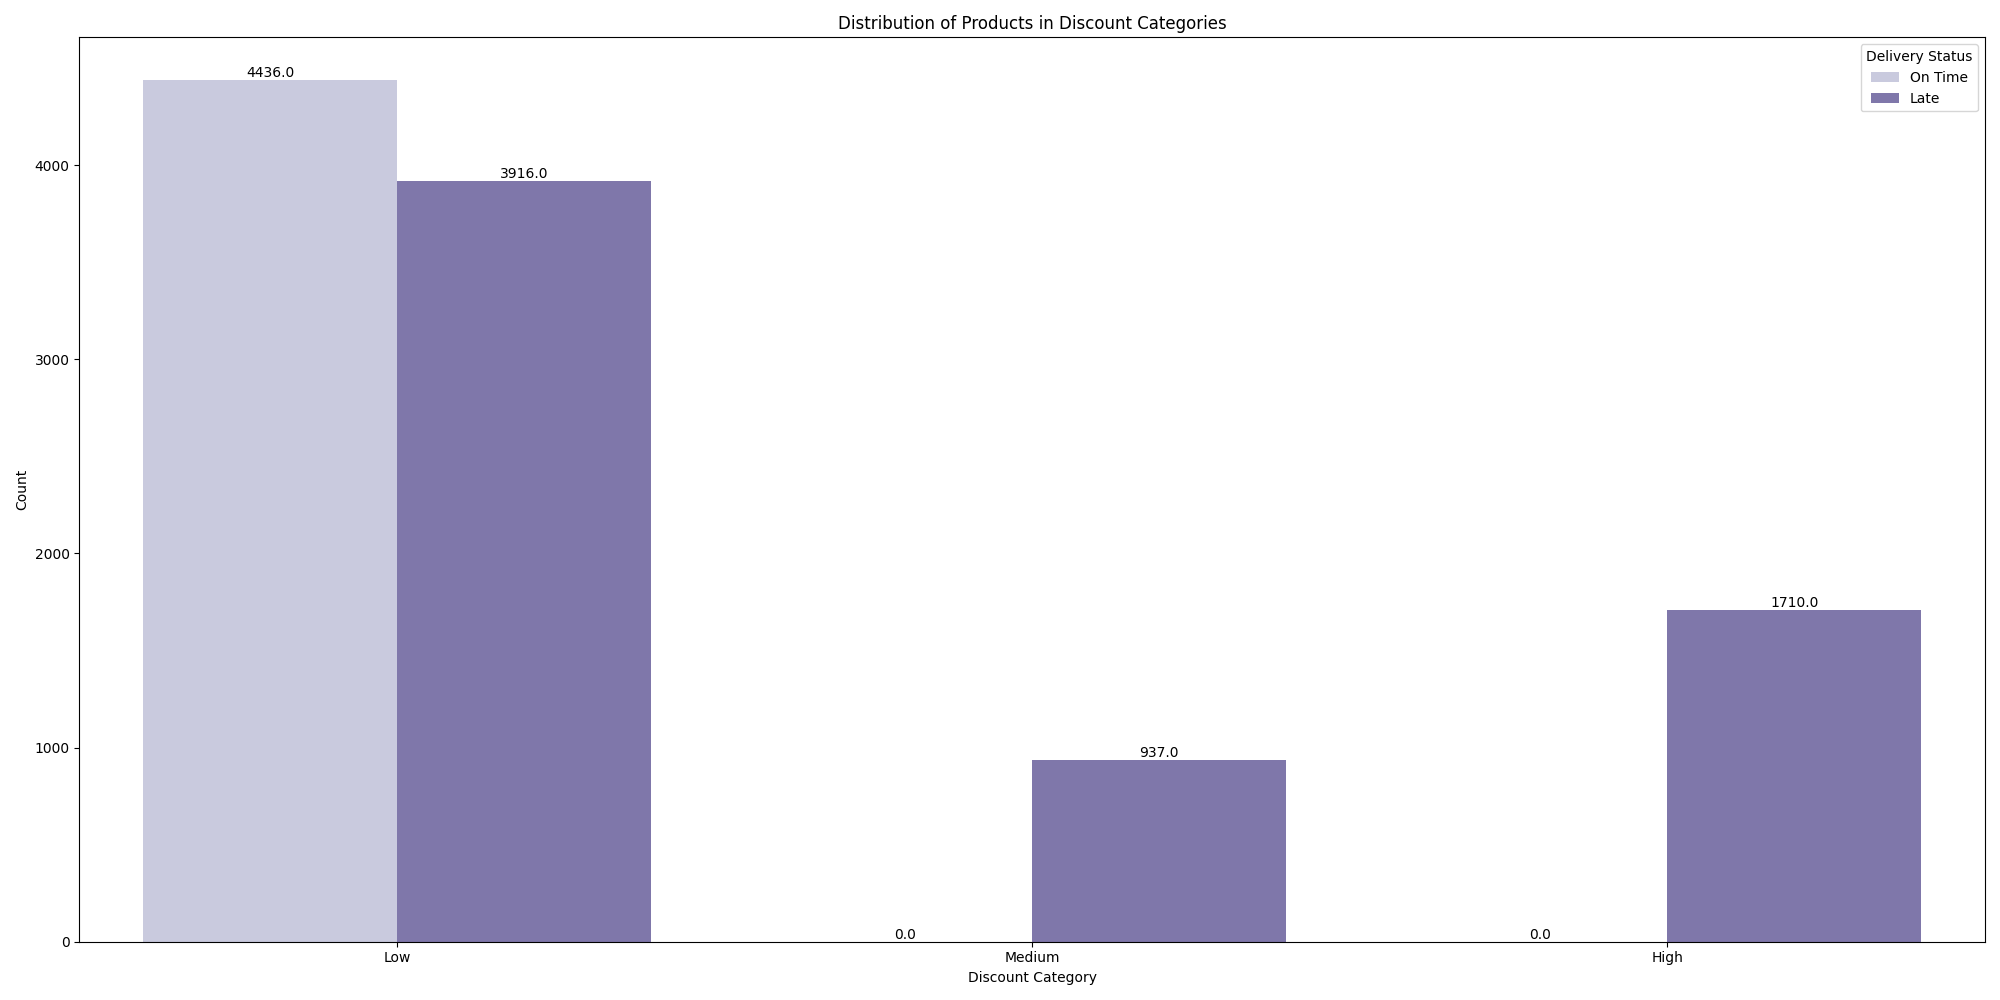 Distribution of Products in Discount Categories
Delivery Status
On Time
Late
4436.0
3916.0
0.0
937.0
0.0
1710.0
4000
3000
2000
1000
0
Count
Low
Medium
High
Discount Category